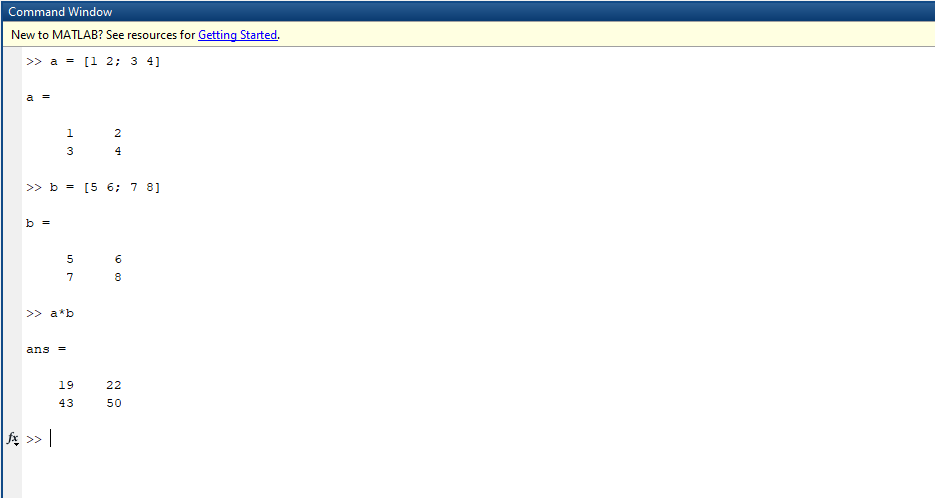 Command Window
New to MATLAB? See resources for Getting Started.
>> a = [1 2; 3 4]
a =
1 2
3 4
>> b = [5 6; 7 8]
b =
5 6
7 8
>> a*b
ans =
19 22
43 50
fx >>